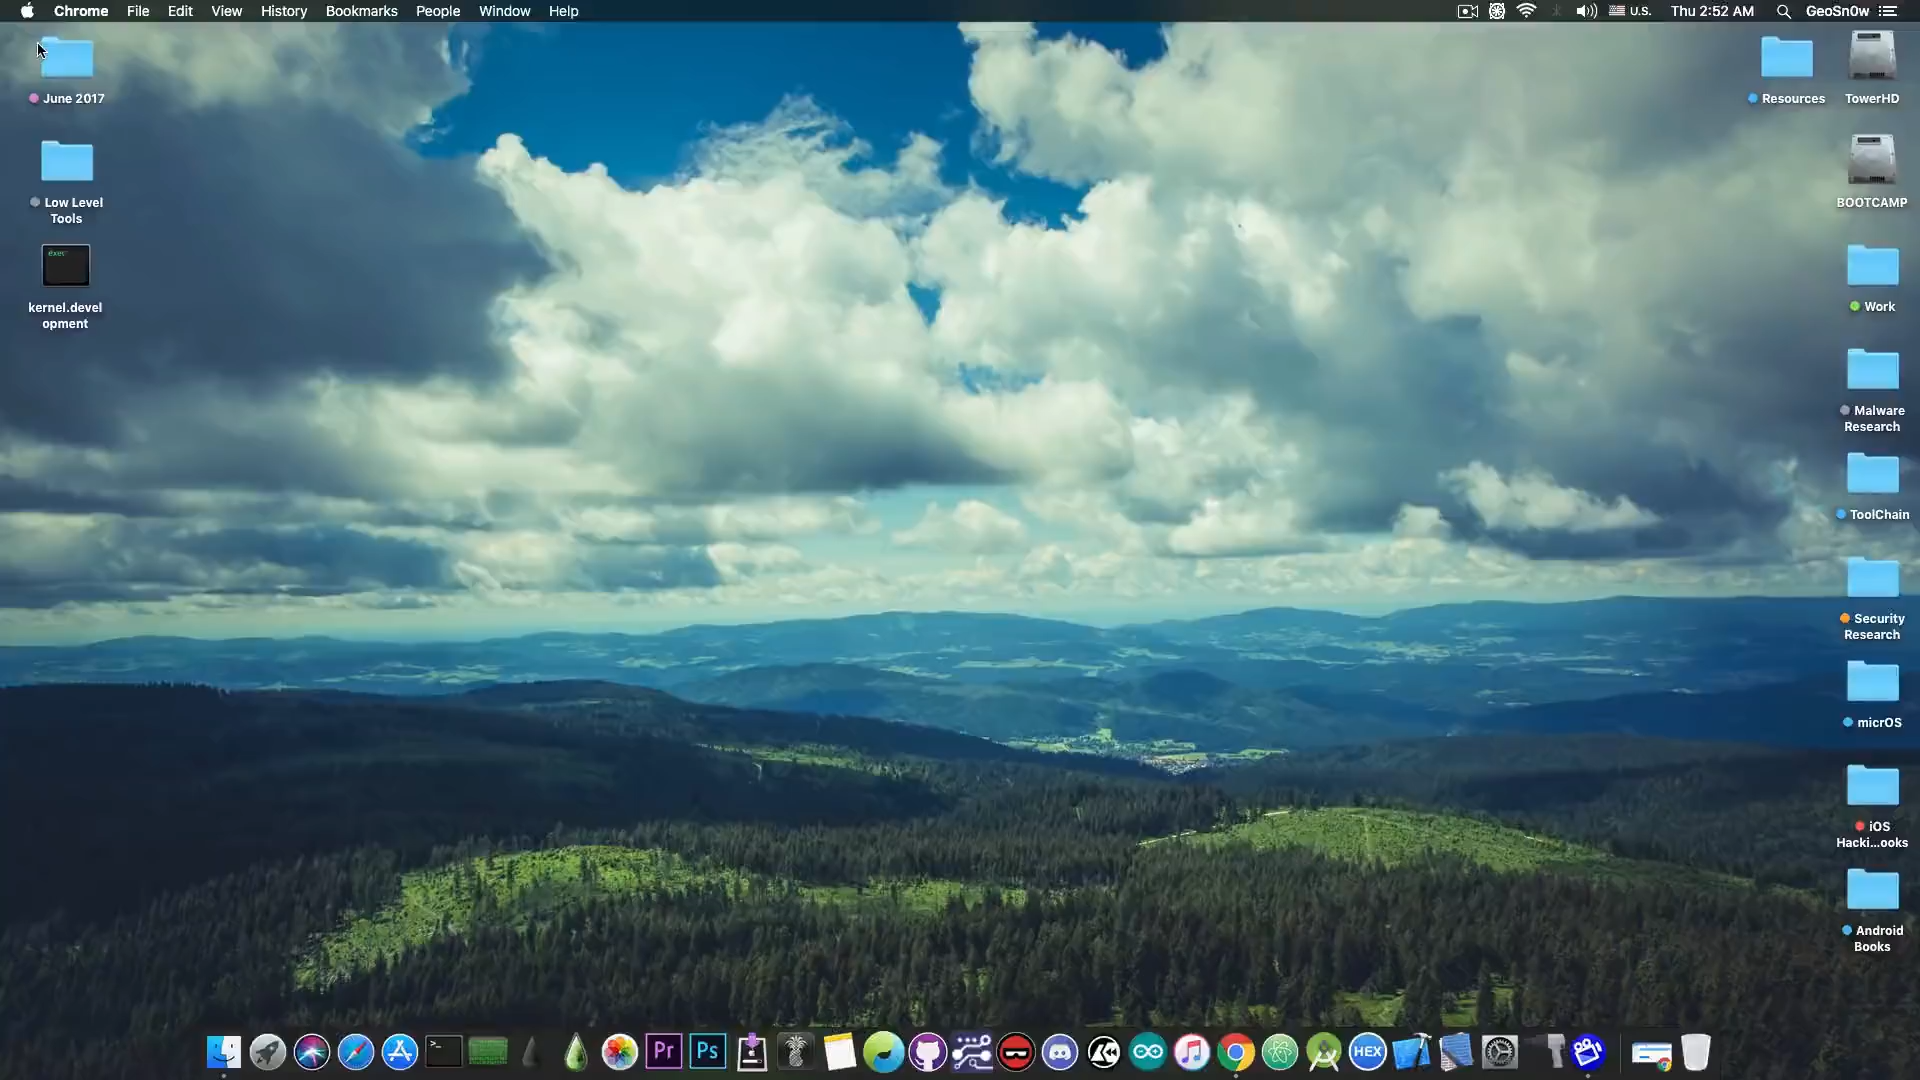 Chrome File Edit View History Bookmarks People Window Help
U.S. Thu 2:52 AM GeoSn0w
June 2017
Low Level
Tools
exec
kernel.devel
opment
Resources
TowerHD
BOOTCAMP
Work
Malware
Research
ToolChain
Security
Research
micrOS
iOS
Hacki...ooks
Android
Books
Pr
Ps
HEX